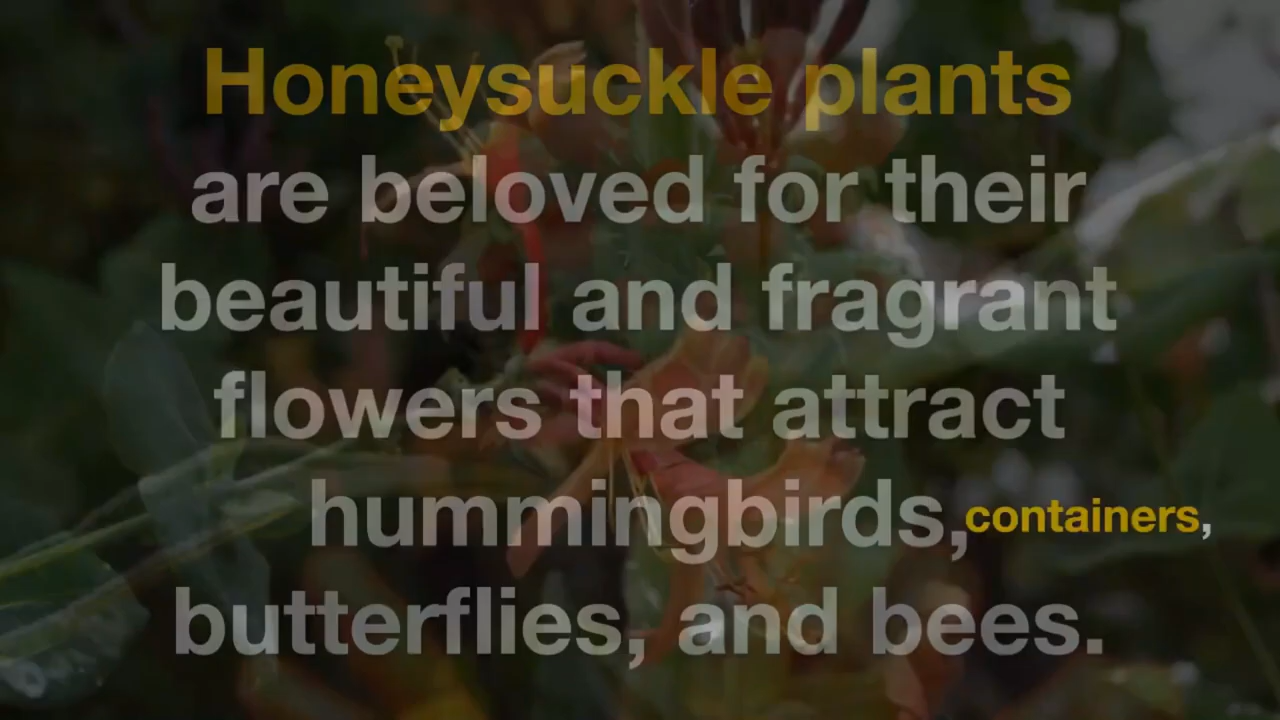 Honeysuckle plants
are beloved for their
beautiful and fragrant
flowers that attract
hummingbirds,
containers,
butterflies, and bees.